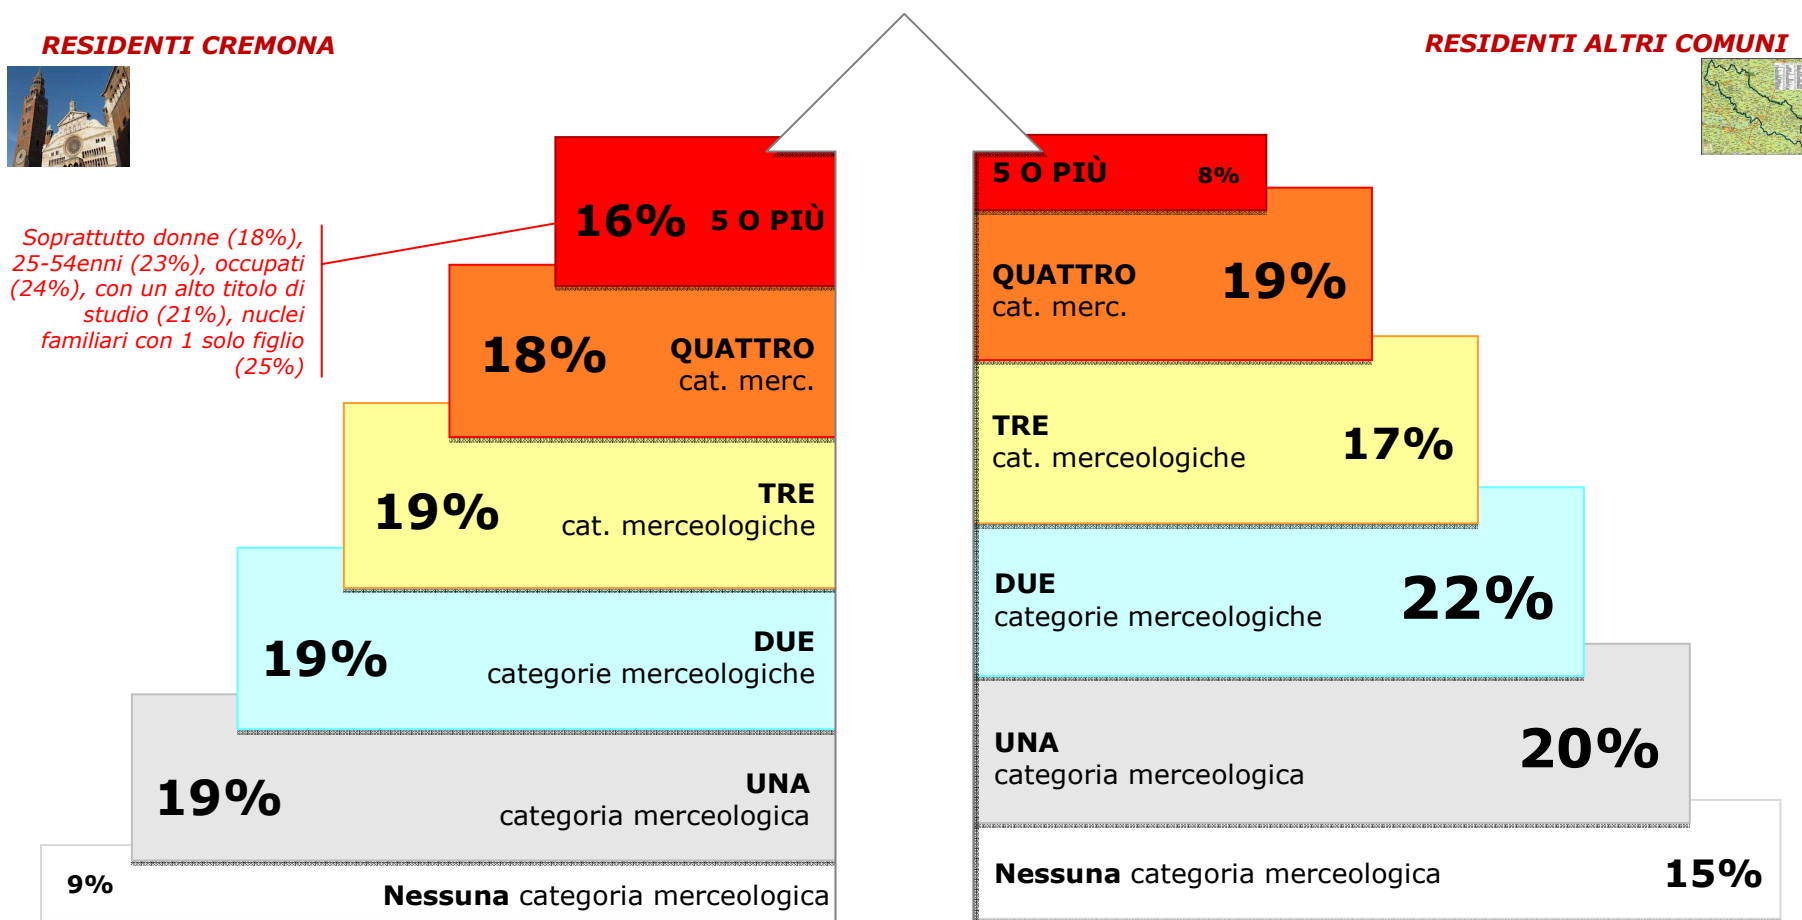 RESIDENTI CREMONA
Soprattutto donne (18%),
25-54enni (23%), occupati
(24%), con un alto titolo di
studio (21%), nuclei
familiari con 1 solo figlio
(25%)
16% 5 O PIÙ
18% QUATTRO
cat. merc.
19% TRE
cat. merceologiche
19% DUE
categorie merceologiche
19% UNA
categoria merceologica
9% Nessuna categoria merceologica
RESIDENTI ALTRI COMUNI
5 O PIÙ 8%
QUATTRO 19%
cat. merc.
TRE 17%
cat. merceologiche
DUE 22%
categorie merceologiche
UNA 20%
categoria merceologica
Nessuna categoria merceologica 15%